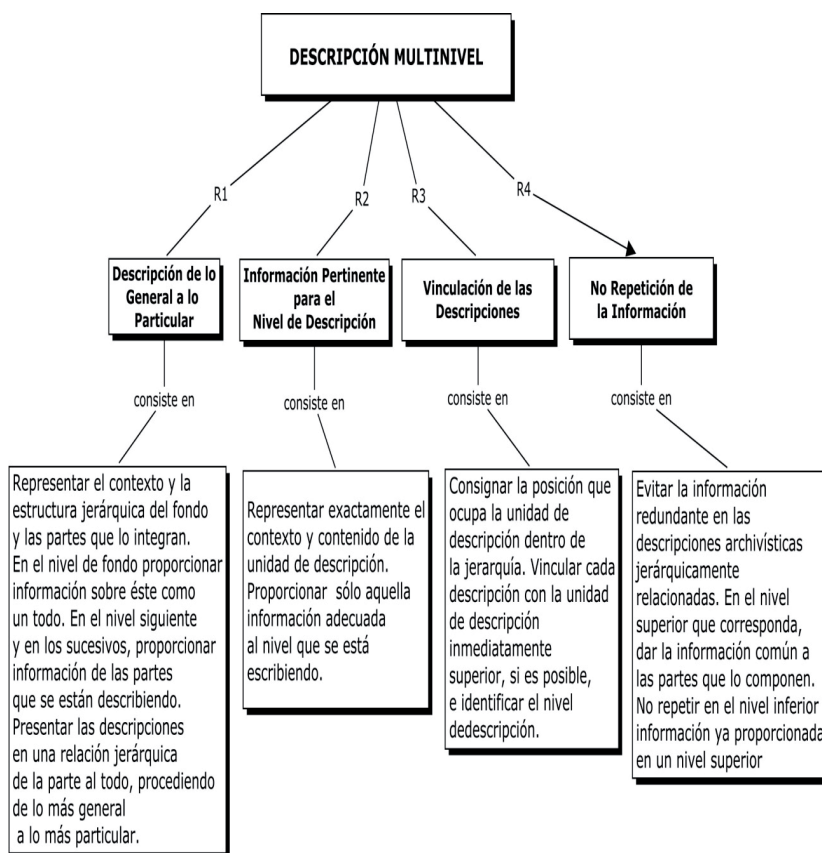 DESCRIPCIÓN MULTINIVEL
R1
R2
R3
R4
Descripción de lo
General a lo
Particular
Información Pertinente
para el
Nivel de Descripción
Vinculación de las
Descripciones
No Repetición de
la Información
consiste en
consiste en
consiste en
consiste en
Representar el contexto y la
estructura jerárquica del fondo
y las partes que lo integran.
En el nivel de fondo proporcionar
información sobre éste como
un todo. En el nivel siguiente
y en los sucesivos, proporcionar
información de las partes
que se están describiendo.
Presentar las descripciones
en una relación jerárquica
de la parte al todo, procediendo
de lo más general
a lo más particular.
Representar exactamente el
contexto y contenido de la
unidad de descripción.
Proporcionar sólo aquella
información adecuada
al nivel que se está
escribiendo.
Consignar la posición que
ocupa la unidad de
descripción dentro de
la jerarquía. Vincular cada
descripción con la unidad
de descripción
inmediatamente
superior, si es posible,
e identificar el nivel
dedescripción.
Evitar la información
redundante en las
descripciones archivísticas
jerárquicamente
relacionadas. En el nivel
superior que corresponda,
dar la información común a
las partes que lo componen.
No repetir en el nivel inferior
información ya proporcionada
en un nivel superior